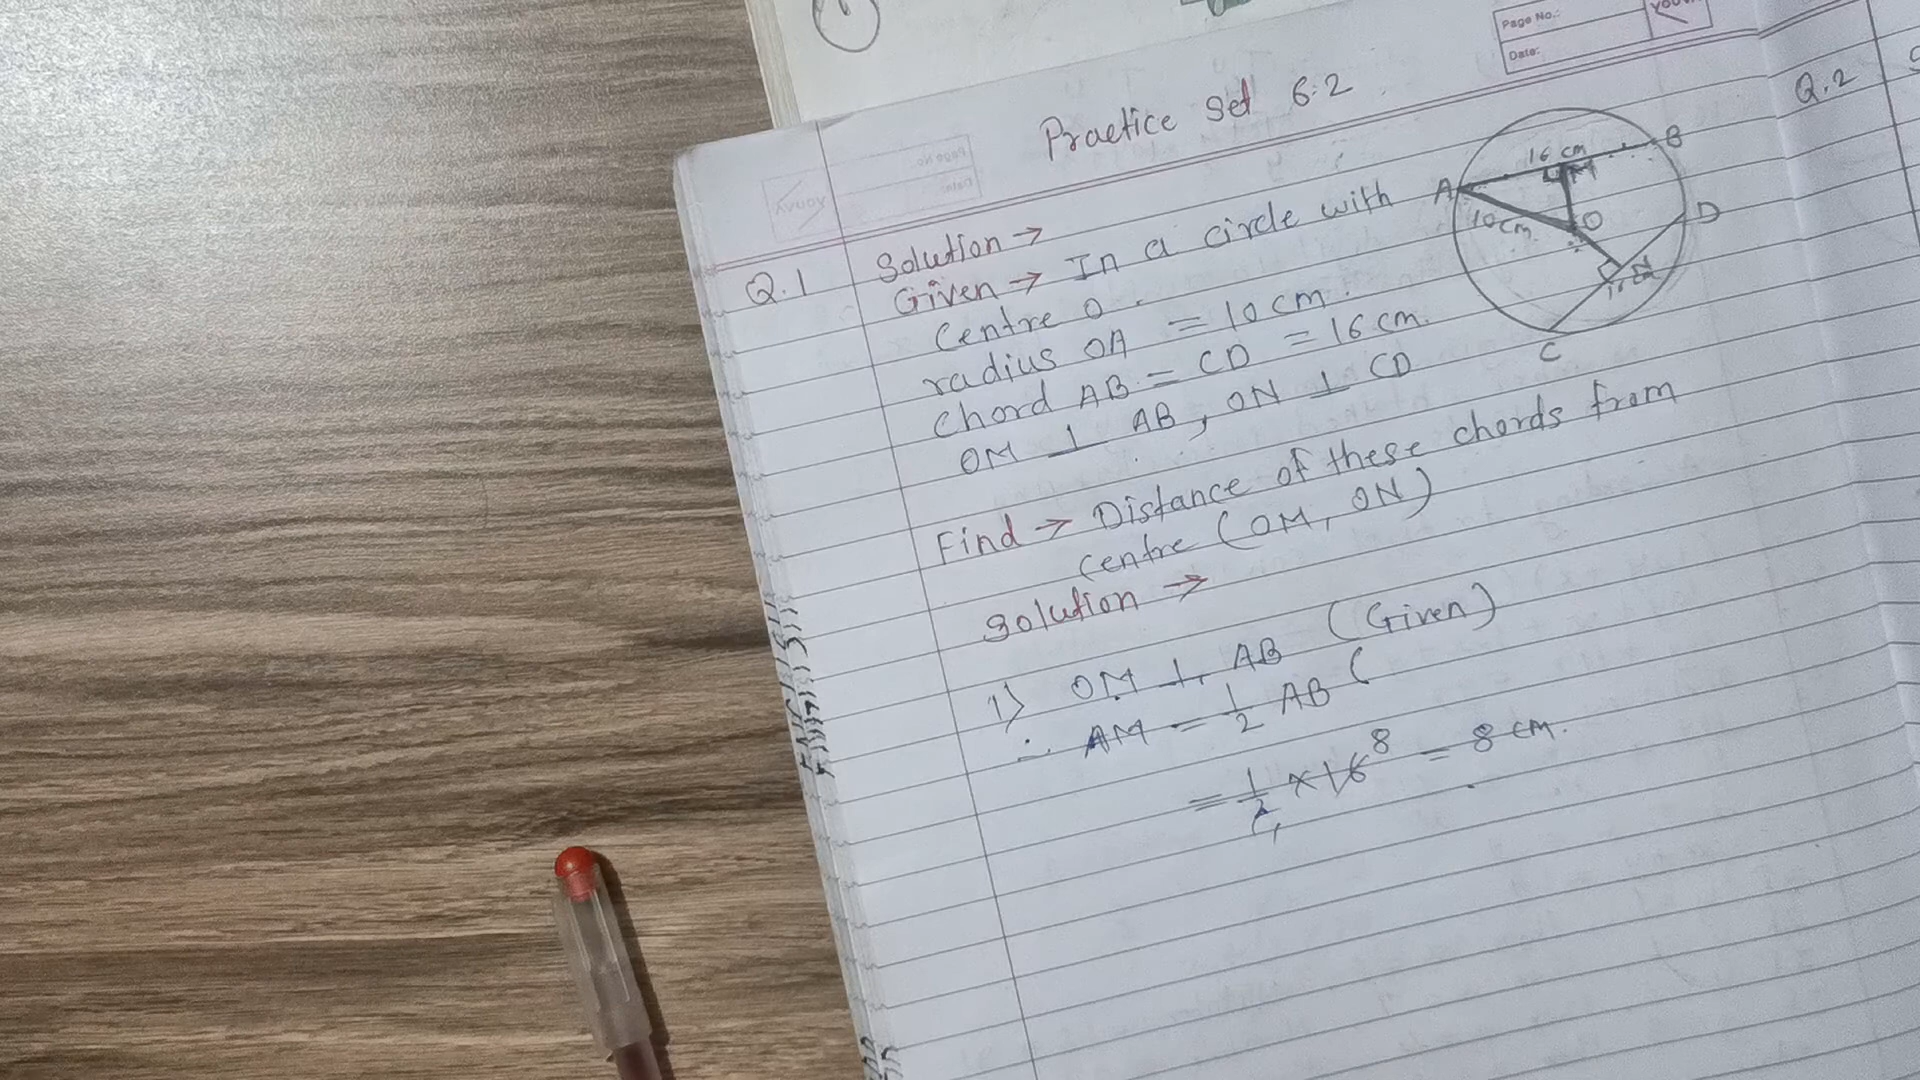 Page No.:
Date:
Practice Set 6.2
Q.1 Solution →
Given → In a circle with
Centre O.
radius OA = 10 cm.
chord AB = CD = 16 cm.
OM ⊥ AB, ON ⊥ CD
Find → Distance of these chords from
centre (OM, ON)
Solution →
1) OM ⊥ AB (Given)
∴ AM = 1/2 AB (
= 1/2 × 16 8 = 8 cm.
A
16 cm
M
B
10 cm
O
D
N
C
Q.2